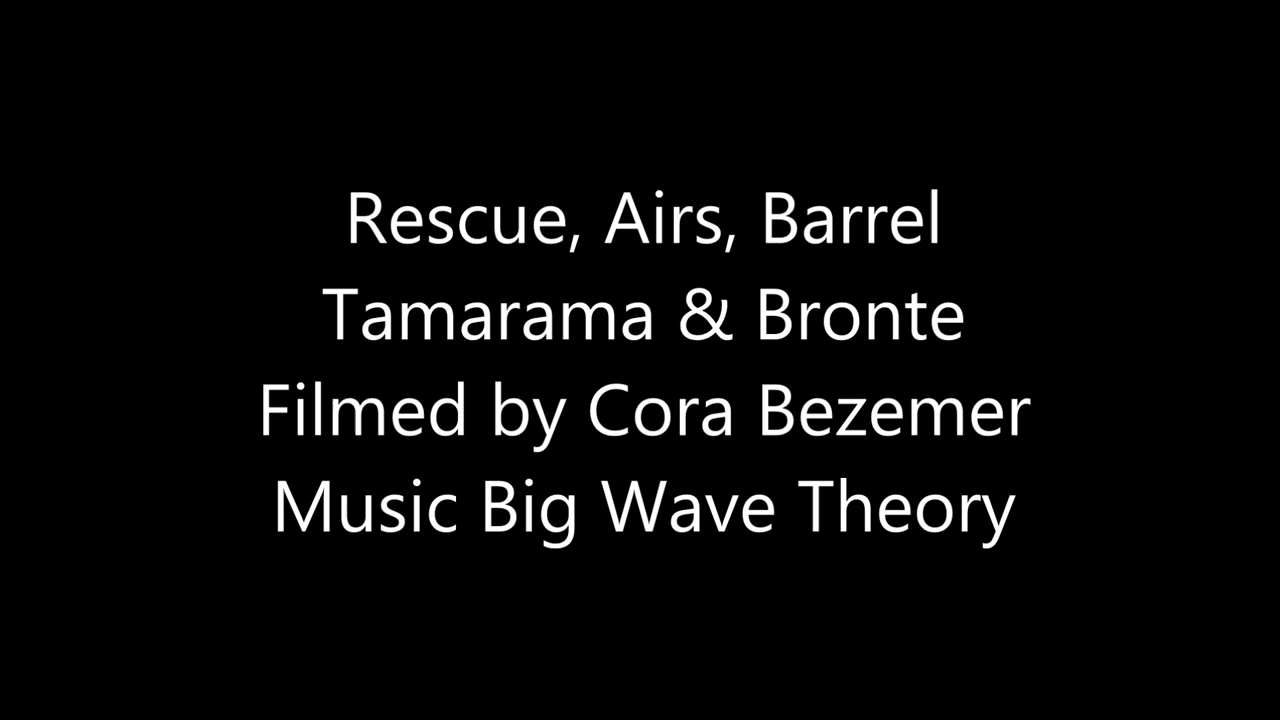 Rescue, Airs, Barrel
Tamarama & Bronte
Filmed by Cora Bezemer
Music Big Wave Theory